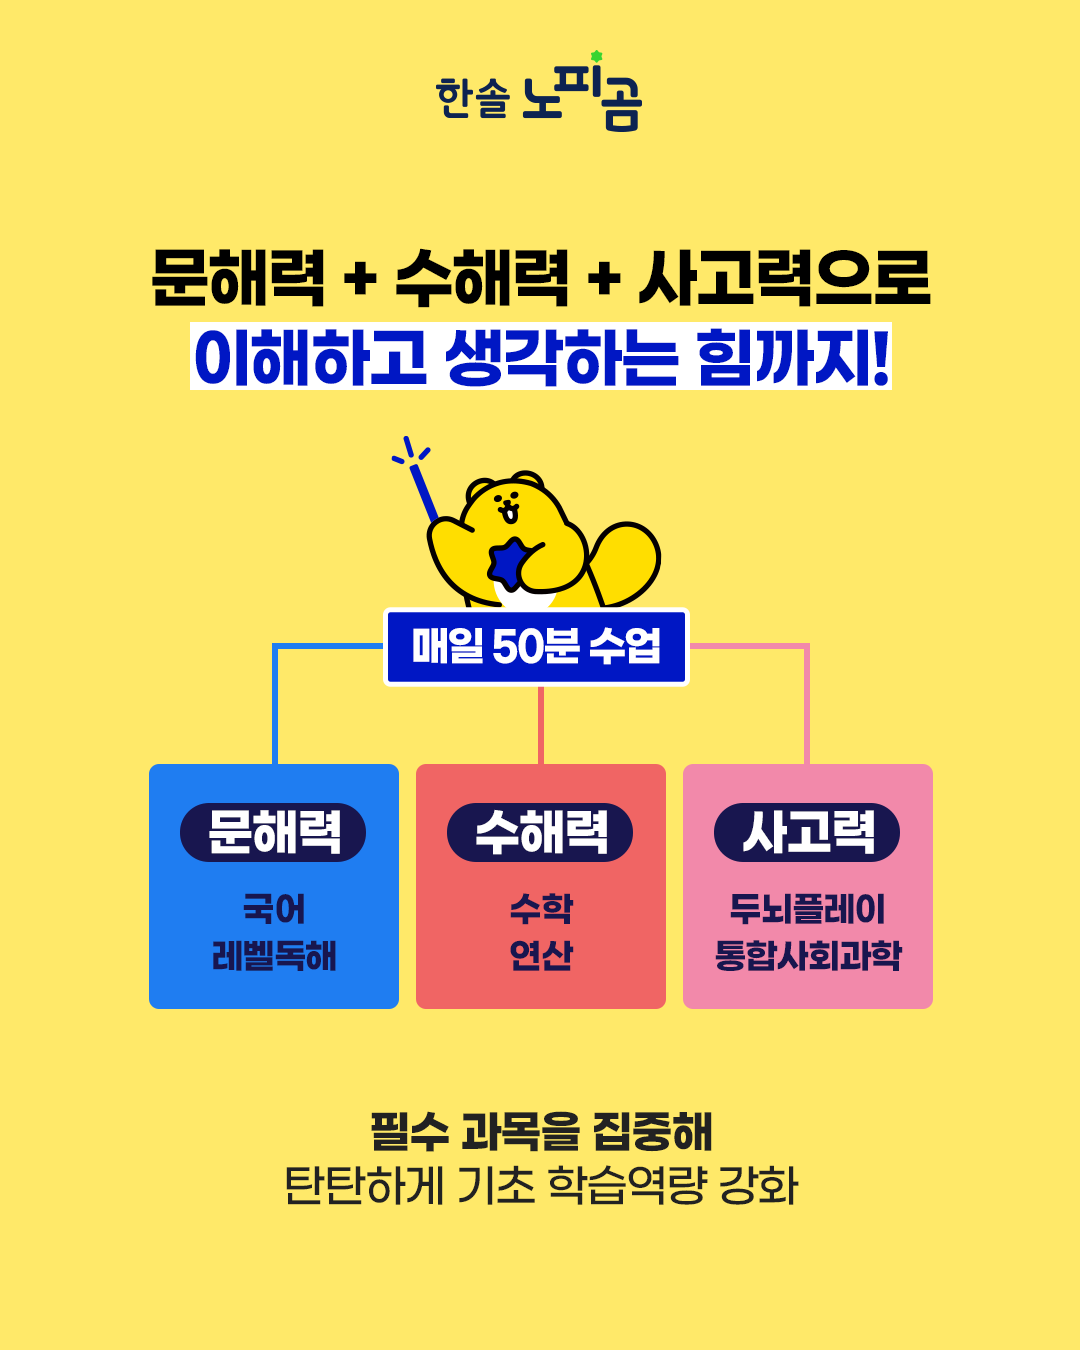 한솔 노피곰
문해력 + 수해력 + 사고력으로
이해하고 생각하는 힘까지!
매일 50분 수업
문해력
국어
레벨독해
수해력
수학
연산
사고력
두뇌플레이
통합사회과학
필수 과목을 집중해
탄탄하게 기초 학습역량 강화